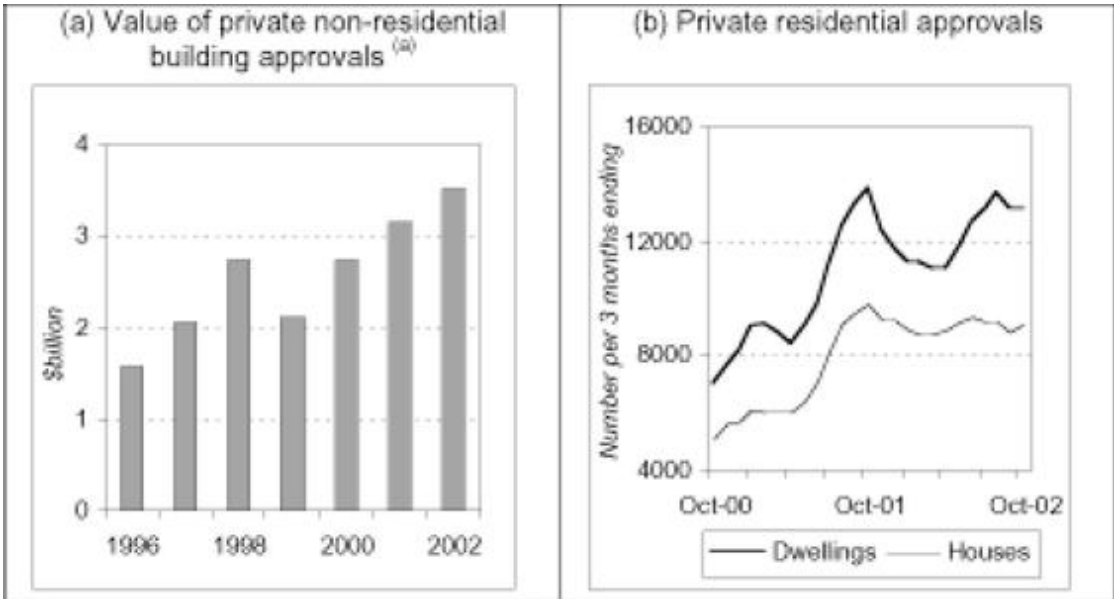 (a) Value of private non-residential
building approvals (a)
$billion
4
3
2
1
0
1996 1998 2000 2002
(b) Private residential approvals
Number per 3 months ending
16000
12000
8000
4000
Oct-00 Oct-01 Oct-02
Dwellings Houses